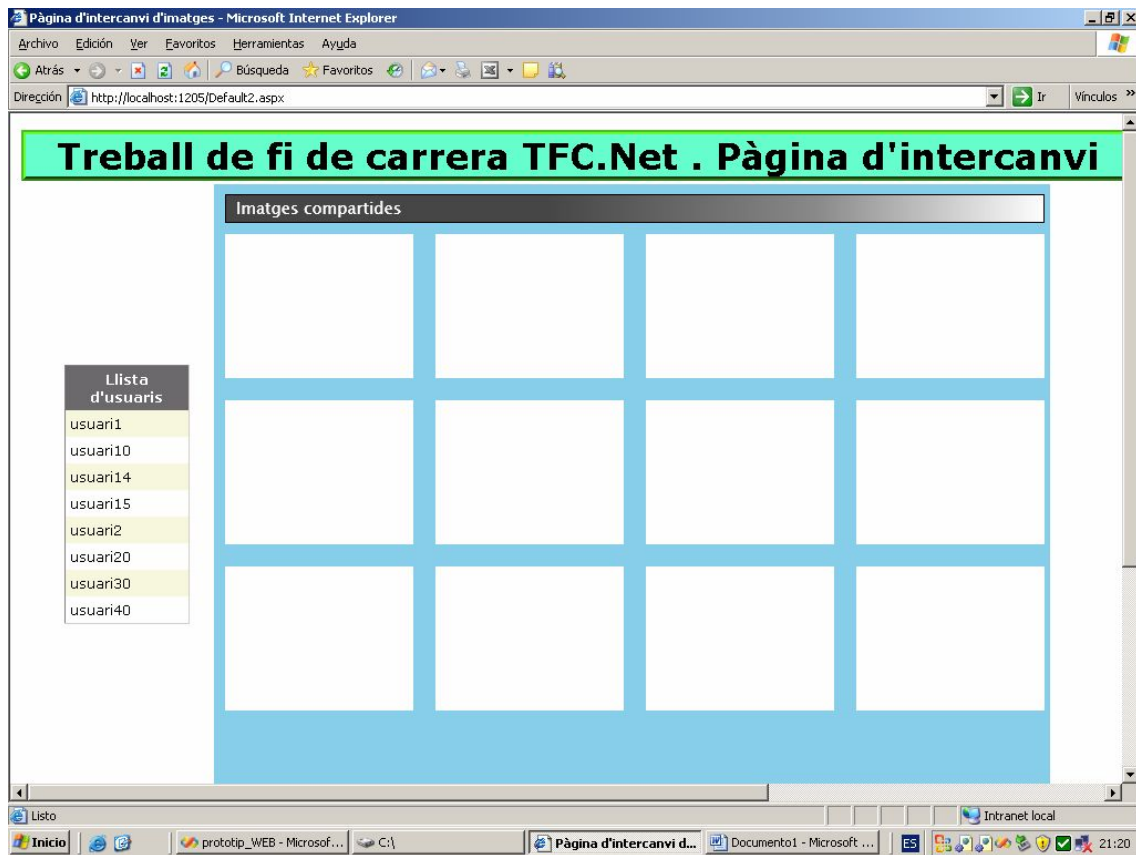 Pàgina d'intercanvi d'imatges - Microsoft Internet Explorer
Archivo Edición Ver Favoritos Herramientas Ayuda
Atrás Búsqueda Favoritos
Dirección http://localhost:1205/Default2.aspx Ir Vínculos »
Treball de fi de carrera TFC.Net . Pàgina d'intercanvi
Imatges compartides
Llista
d'usuaris
usuari1
usuari10
usuari14
usuari15
usuari2
usuari20
usuari30
usuari40
Listo Intranet local
Inicio prototip_WEB - Microsof... C:\ Pàgina d'intercanvi d... Documento1 - Microsoft ... ES 21:20